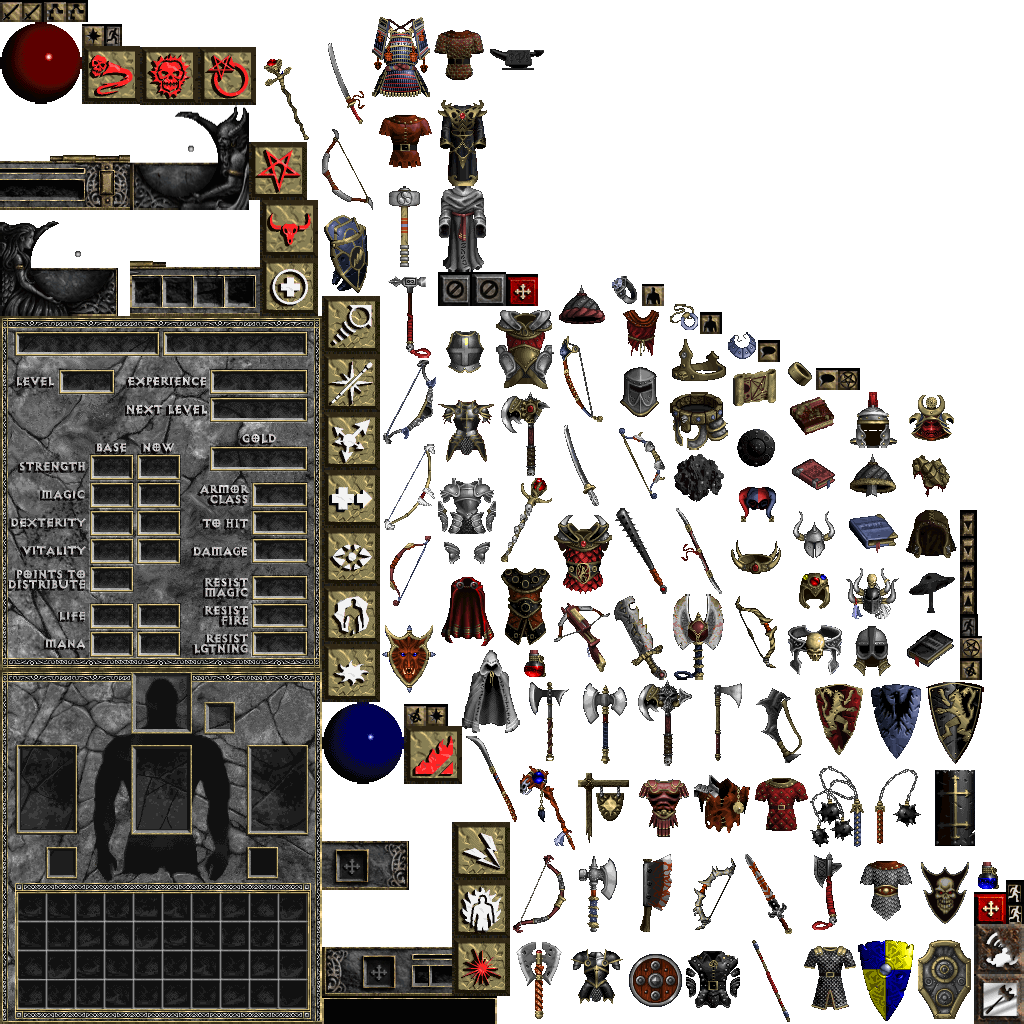 LEVEL EXPERIENCE
NEXT LEVEL
GOLD
BASE NOW
STRENGTH
MAGIC
DEXTERITY
VITALITY
POINTS TO
DISTRIBUTE
LIFE
MANA
ARMOR
CLASS
TO HIT
DAMAGE
RESIST
MAGIC
RESIST
FIRE
RESIST
LGTNING